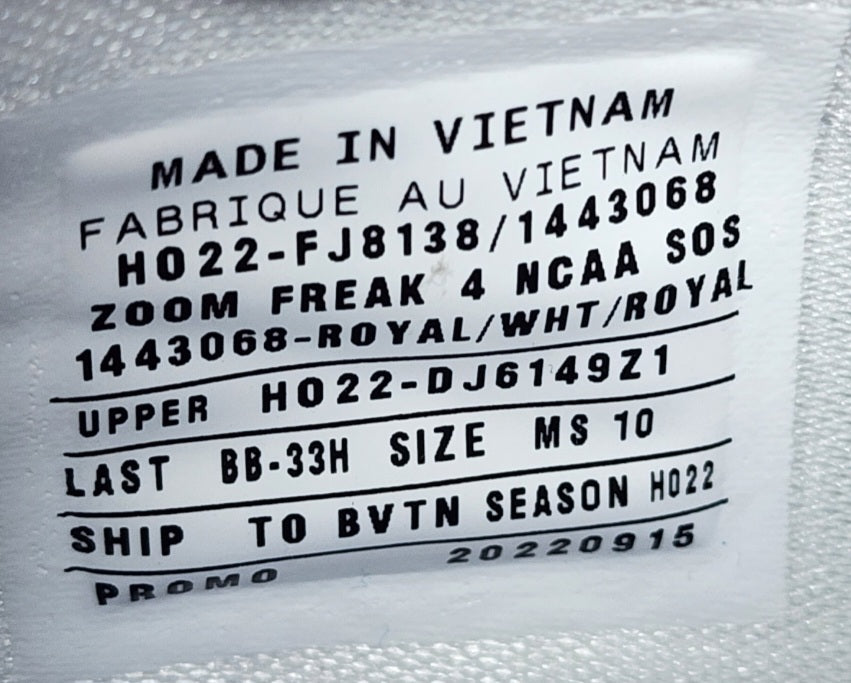 MADE IN VIETNAM
FABRIQUE AU VIETNAM
HO22-FJ8138/1443068
ZOOM FREAK 4 NCAA SOS
1443068-ROYAL/WHT/ROYAL
UPPER HO22-DJ6149Z1
LAST BB-33H SIZE MS 10
SHIP TO BVTN SEASON HO22
PROMO 20220915